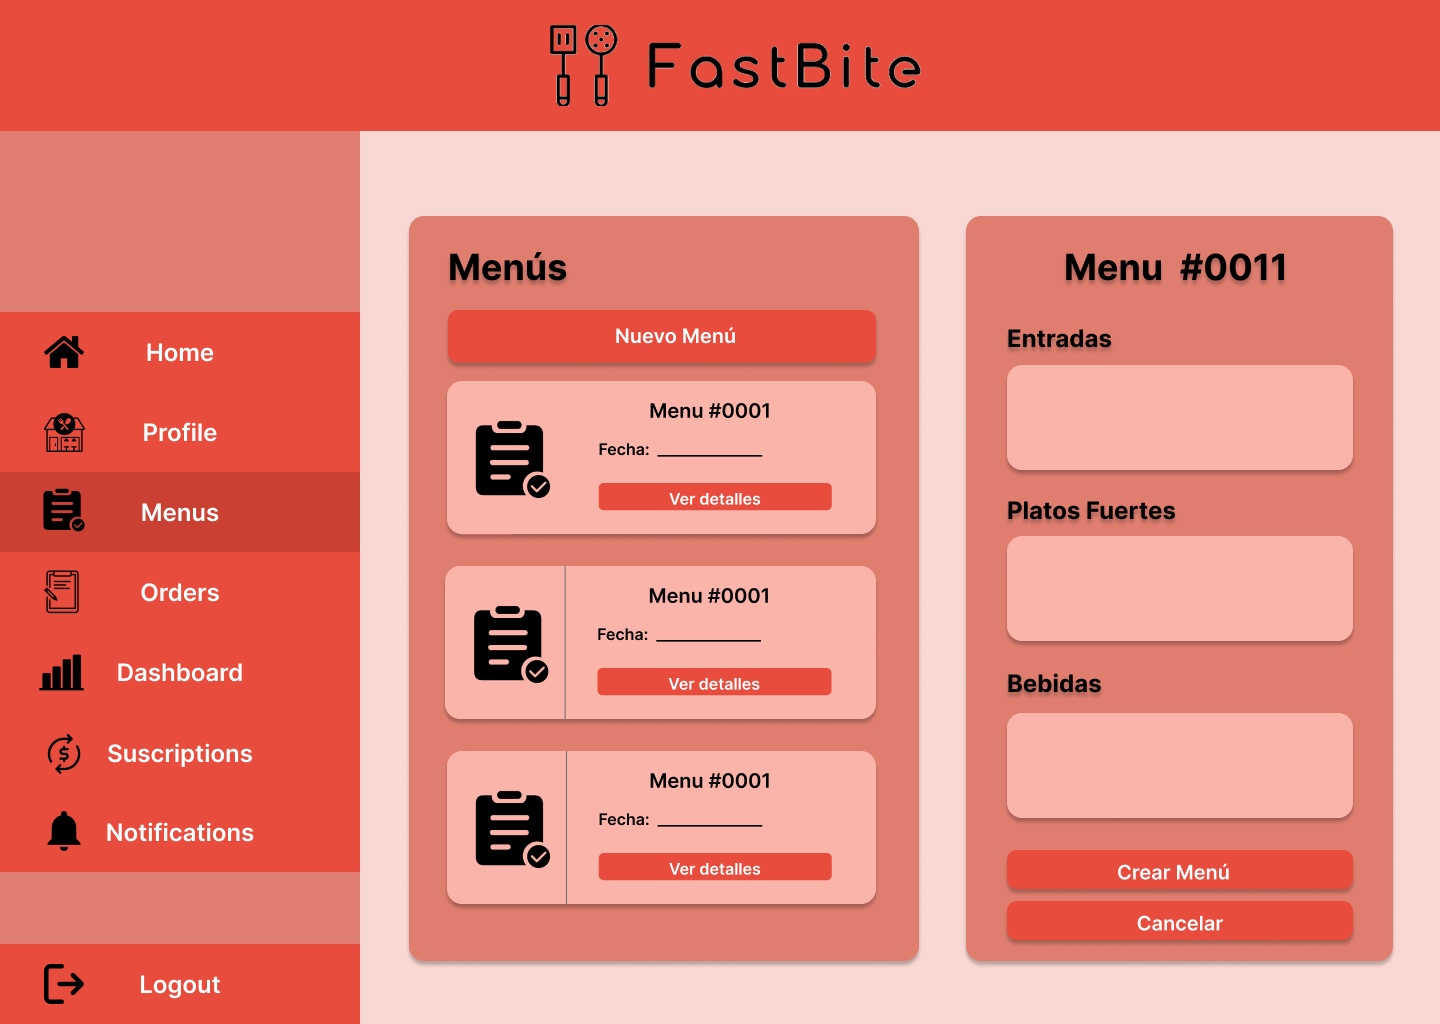 FastBite
Home
Profile
Menus
Orders
Dashboard
Suscriptions
Notifications
Logout
Menús
Nuevo Menú
Menu #0001
Fecha: ____________
Ver detalles
Menu #0001
Fecha: ____________
Ver detalles
Menu #0001
Fecha: ____________
Ver detalles
Menu #0011
Entradas
Platos Fuertes
Bebidas
Crear Menú
Cancelar